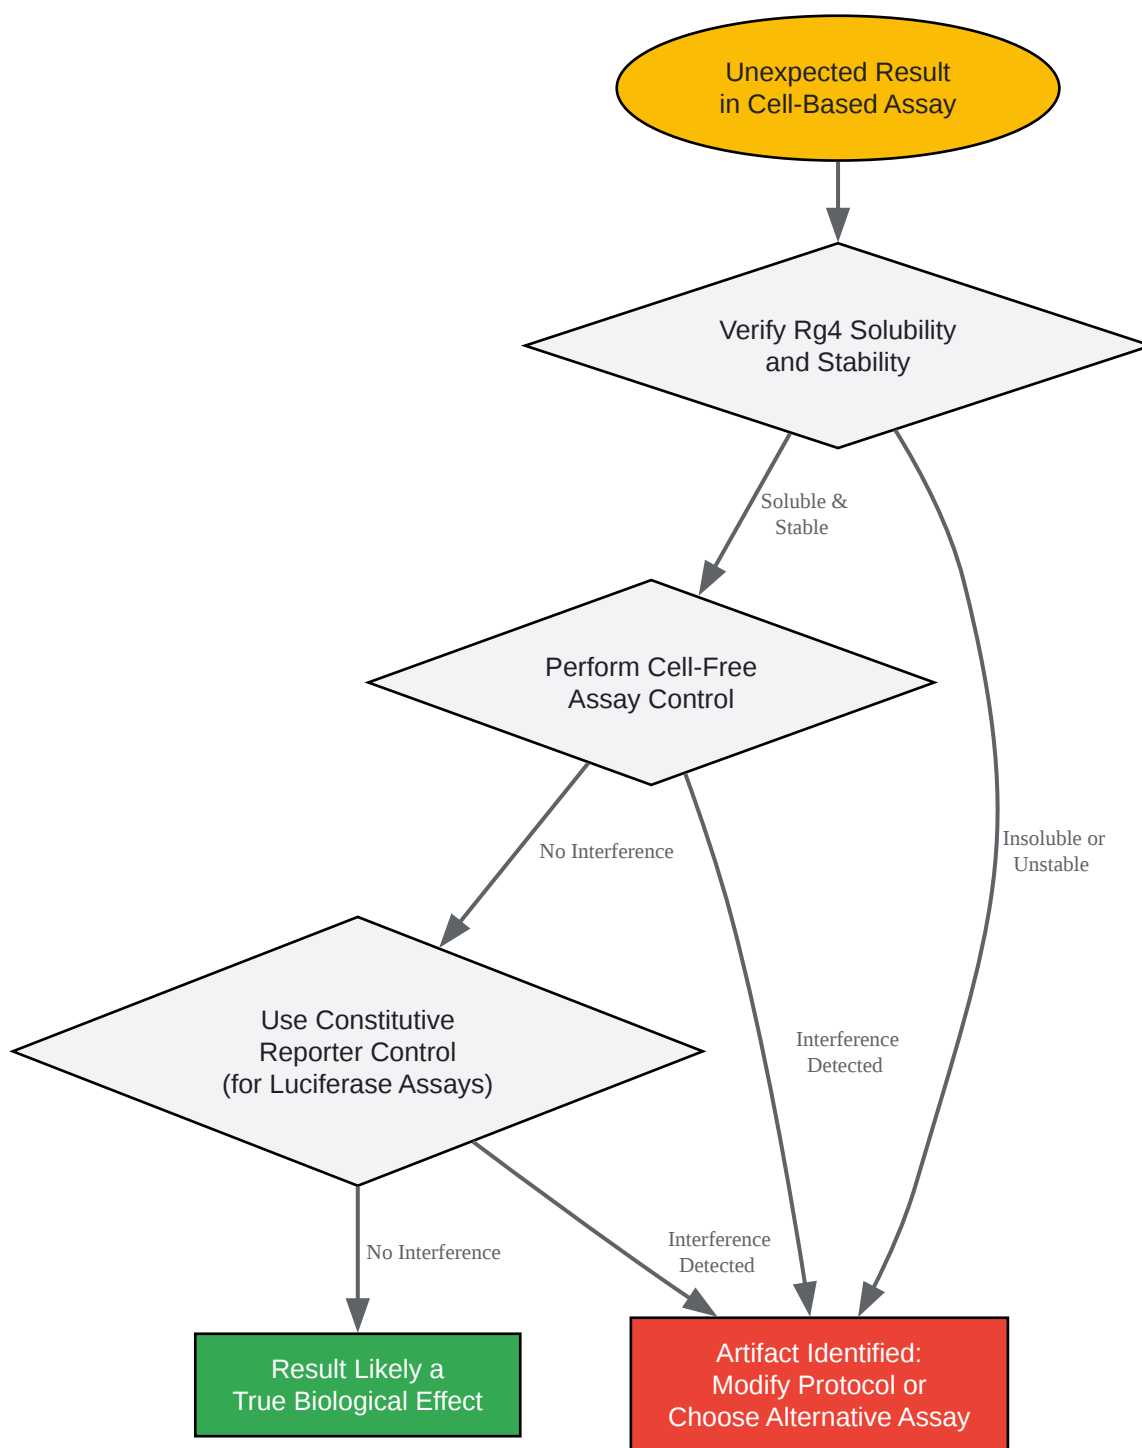 Unexpected Result
in Cell-Based Assay
Verify Rg4 Solubility
and Stability
Soluble &
Stable
Perform Cell-Free
Assay Control
No Interference
Insoluble or
Unstable
Use Constitutive
Reporter Control
(for Luciferase Assays)
Interference
Detected
No Interference
Interference
Detected
Result Likely a
True Biological Effect
Artifact Identified:
Modify Protocol or
Choose Alternative Assay